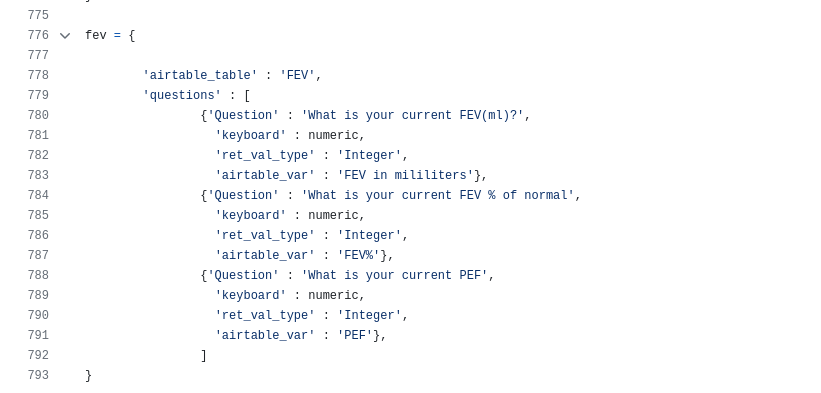 775
776 fev = {
777
778         'airtable_table' : 'FEV',
779         'questions' : [
780                 {'Question' : 'What is your current FEV(ml)?',
781                   'keyboard' : numeric,
782                   'ret_val_type' : 'Integer',
783                   'airtable_var' : 'FEV in mililiters'},
784                 {'Question' : 'What is your current FEV % of normal',
785                   'keyboard' : numeric,
786                   'ret_val_type' : 'Integer',
787                   'airtable_var' : 'FEV%'},
788                 {'Question' : 'What is your current PEF',
789                   'keyboard' : numeric,
790                   'ret_val_type' : 'Integer',
791                   'airtable_var' : 'PEF'},
792                 ]
793 }